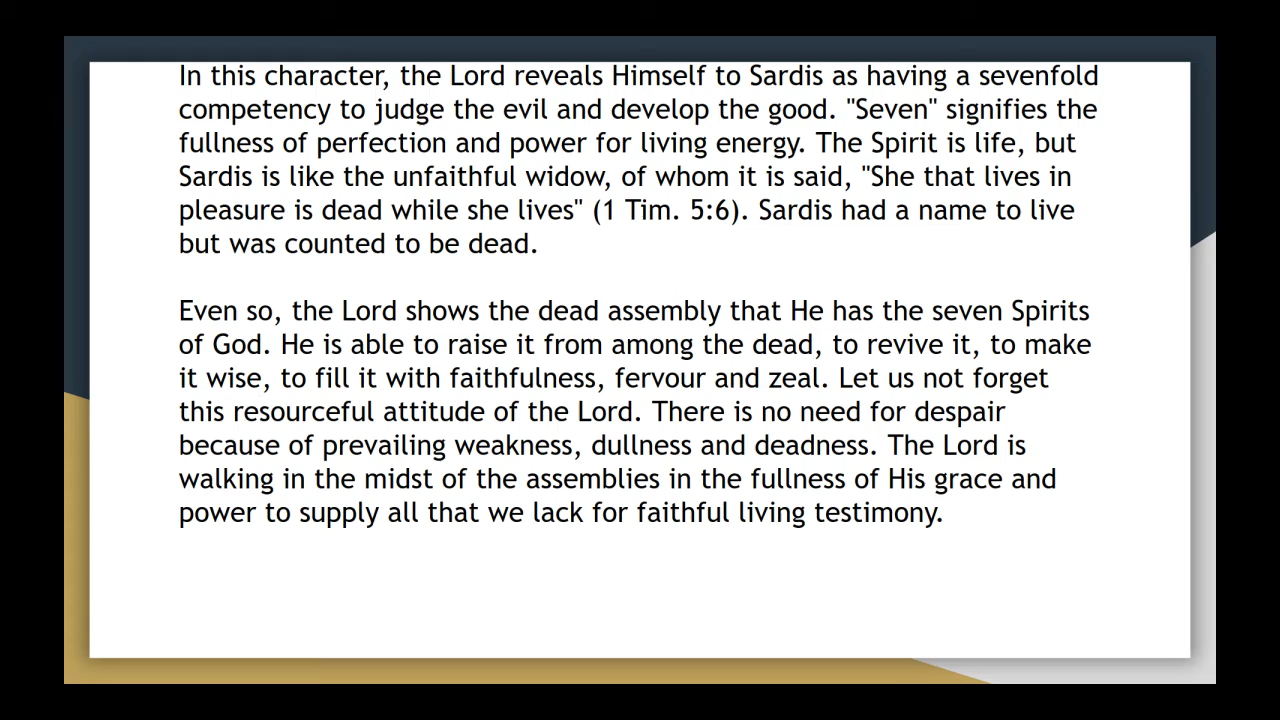 In this character, the Lord reveals Himself to Sardis as having a sevenfold
competency to judge the evil and develop the good. "Seven" signifies the
fullness of perfection and power for living energy. The Spirit is life, but
Sardis is like the unfaithful widow, of whom it is said, "She that lives in
pleasure is dead while she lives" (1 Tim. 5:6). Sardis had a name to live
but was counted to be dead.
Even so, the Lord shows the dead assembly that He has the seven Spirits
of God. He is able to raise it from among the dead, to revive it, to make
it wise, to fill it with faithfulness, fervour and zeal. Let us not forget
this resourceful attitude of the Lord. There is no need for despair
because of prevailing weakness, dullness and deadness. The Lord is
walking in the midst of the assemblies in the fullness of His grace and
power to supply all that we lack for faithful living testimony.